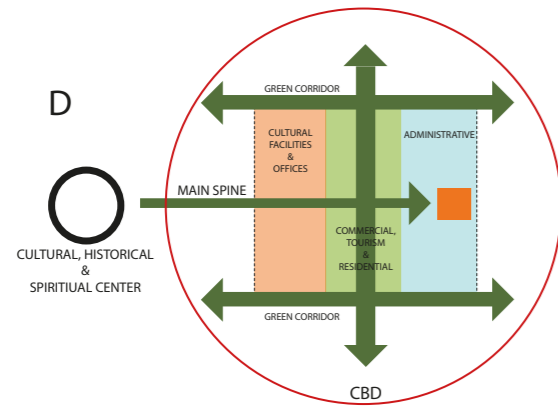 D
GREEN CORRIDOR
CULTURAL
FACILITIES
&
OFFICES
ADMINISTRATIVE
MAIN SPINE
COMMERCIAL,
TOURISM
&
RESIDENTIAL
CULTURAL, HISTORICAL
&
SPIRITIUAL CENTER
GREEN CORRIDOR
CBD